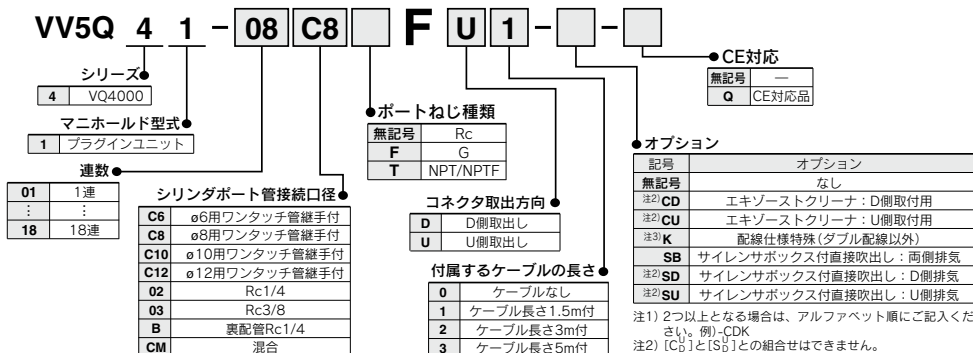 VV5Q 4 1 - 08 C8 F U 1 - -
シリーズ
4 VQ4000
マニホールド型式
1 プラグインユニット
連数
01 1連
⋮ ⋮
18 18連
シリンダポート管接続口径
C6 ø6用ワンタッチ管継手付
C8 ø8用ワンタッチ管継手付
C10 ø10用ワンタッチ管継手付
C12 ø12用ワンタッチ管継手付
02 Rc1/4
03 Rc3/8
B 裏配管Rc1/4
CM 混合
ポートねじ種類
無記号 Rc
F G
T NPT/NPTF
コネクタ取出方向
D D側取出し
U U側取出し
付属するケーブルの長さ
0 ケーブルなし
1 ケーブル長さ1.5m付
2 ケーブル長さ3m付
3 ケーブル長さ5m付
CE対応
無記号 —
Q CE対応品
オプション
記号 オプション
無記号 なし
注2) CD エキゾーストクリーナ：D側取付用
注2) CU エキゾーストクリーナ：U側取付用
注3) K 配線仕様特殊(ダブル配線以外)
SB サイレンサボックス付直接吹出し：両側排気
注2) SD サイレンサボックス付直接吹出し：D側排気
注2) SU サイレンサボックス付直接吹出し：U側排気
注1) 2つ以上となる場合は、アルファベット順にご記入くだ
さい。例)-CDK
注2) [CUD]と[SUD]との組合せはできません。